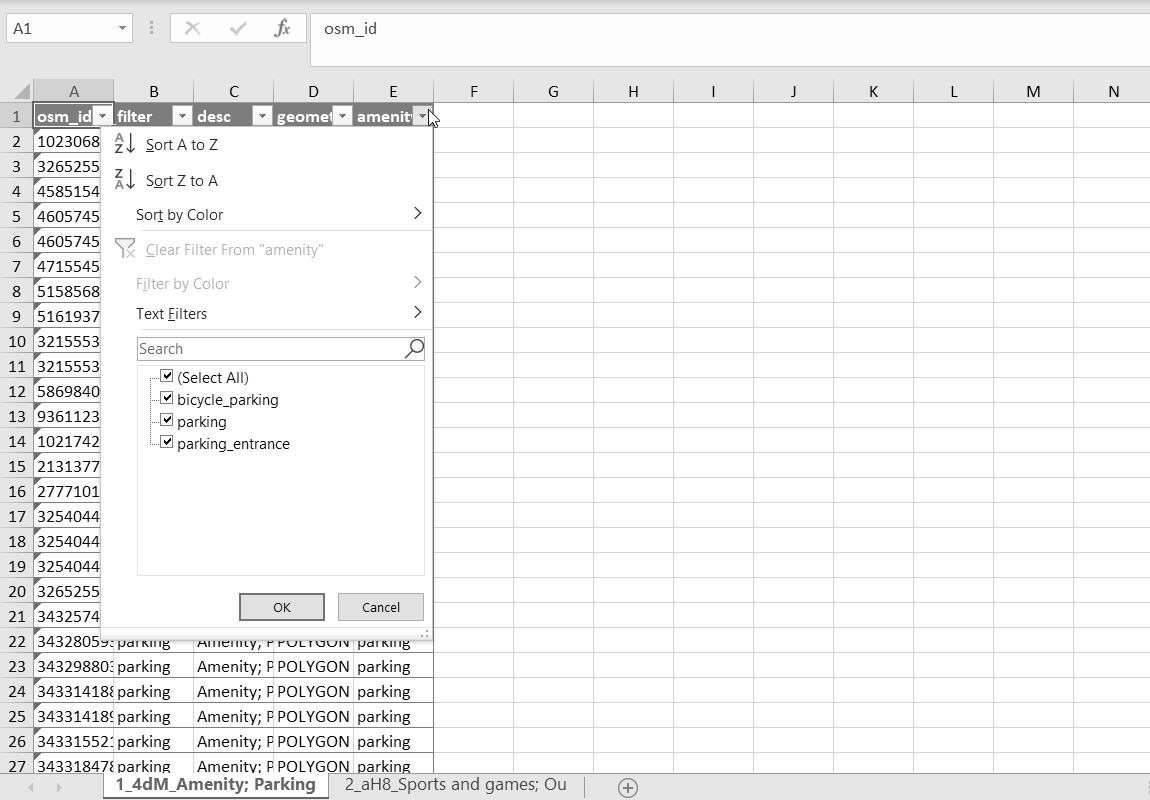 A1 fx osm_id
A B C D E F G H I J K L M N
1 osm_id filter desc geomet amenit
2 1023068
Sort A to Z
3 3265255
4 4585154 Sort Z to A
5 4605745 Sort by Color
6 4605745 Clear Filter From "amenity"
7 4715545
8 5158568 Filter by Color
9 5161937 Text Filters
10 3215553 Search
11 3215553 (Select All)
12 5869840 bicycle_parking
13 9361123 parking
14 1021742 parking_entrance
15 2131377
16 2777101
17 3254044
18 3254044
19 3254044
20 3265255
21 3432574 OK Cancel
22 343280593 parking Amenity; P POLYGON parking
23 343298803 parking Amenity; P POLYGON parking
24 343314188 parking Amenity; P POLYGON parking
25 343314189 parking Amenity; P POLYGON parking
26 343315521 parking Amenity; P POLYGON parking
27 343318478 parking Amenity; P POLYGON parking
1_4dM_Amenity; Parking 2_aH8_Sports and games; Ou